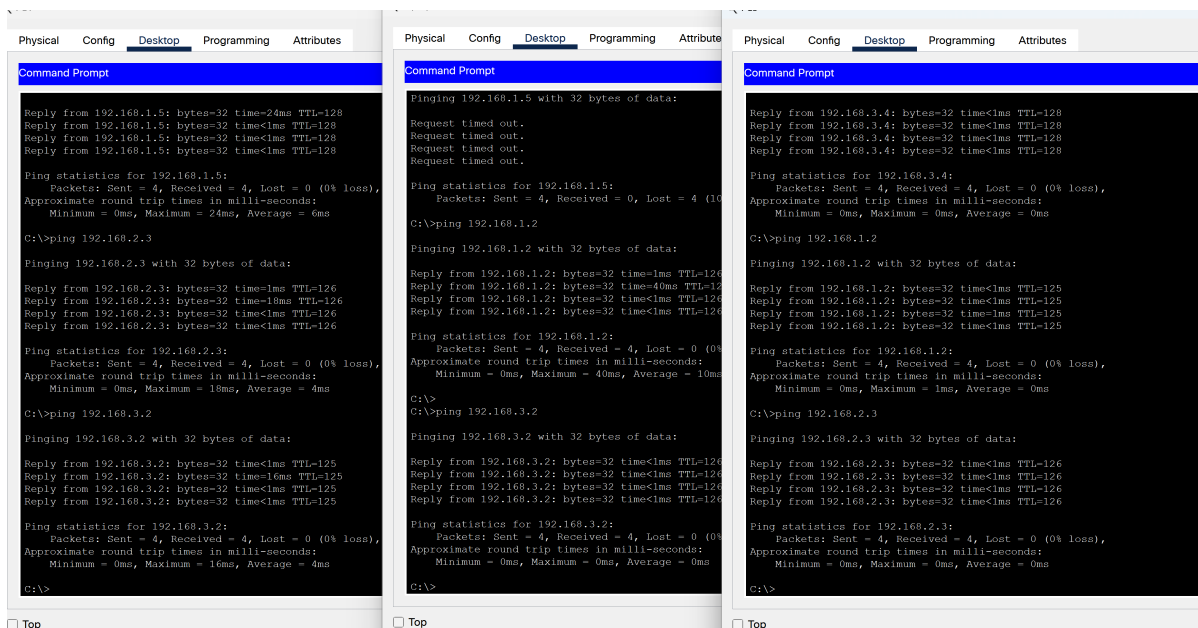 Physical Config Desktop Programming Attributes
Command Prompt
Reply from 192.168.1.5: bytes=32 time=24ms TTL=128
Reply from 192.168.1.5: bytes=32 time<1ms TTL=128
Reply from 192.168.1.5: bytes=32 time<1ms TTL=128
Reply from 192.168.1.5: bytes=32 time<1ms TTL=128
Ping statistics for 192.168.1.5:
Packets: Sent = 4, Received = 4, Lost = 0 (0% loss),
Approximate round trip times in milli-seconds:
Minimum = 0ms, Maximum = 24ms, Average = 6ms
C:\>ping 192.168.2.3
Pinging 192.168.2.3 with 32 bytes of data:
Reply from 192.168.2.3: bytes=32 time=1ms TTL=126
Reply from 192.168.2.3: bytes=32 time=18ms TTL=126
Reply from 192.168.2.3: bytes=32 time<1ms TTL=126
Reply from 192.168.2.3: bytes=32 time<1ms TTL=126
Ping statistics for 192.168.2.3:
Packets: Sent = 4, Received = 4, Lost = 0 (0% loss),
Approximate round trip times in milli-seconds:
Minimum = 0ms, Maximum = 18ms, Average = 4ms
C:\>ping 192.168.3.2
Pinging 192.168.3.2 with 32 bytes of data:
Reply from 192.168.3.2: bytes=32 time<1ms TTL=125
Reply from 192.168.3.2: bytes=32 time=16ms TTL=125
Reply from 192.168.3.2: bytes=32 time<1ms TTL=125
Reply from 192.168.3.2: bytes=32 time<1ms TTL=125
Ping statistics for 192.168.3.2:
Packets: Sent = 4, Received = 4, Lost = 0 (0% loss),
Approximate round trip times in milli-seconds:
Minimum = 0ms, Maximum = 16ms, Average = 4ms
C:\>
Top
Physical Config Desktop Programming Attribute
Command Prompt
Pinging 192.168.1.5 with 32 bytes of data:
Request timed out.
Request timed out.
Request timed out.
Request timed out.
Ping statistics for 192.168.1.5:
Packets: Sent = 4, Received = 0, Lost = 4 (10
C:\>ping 192.168.1.2
Pinging 192.168.1.2 with 32 bytes of data:
Reply from 192.168.1.2: bytes=32 time=1ms TTL=126
Reply from 192.168.1.2: bytes=32 time=40ms TTL=12
Reply from 192.168.1.2: bytes=32 time<1ms TTL=126
Reply from 192.168.1.2: bytes=32 time<1ms TTL=126
Ping statistics for 192.168.1.2:
Packets: Sent = 4, Received = 4, Lost = 0 (0%
Approximate round trip times in milli-seconds:
Minimum = 0ms, Maximum = 40ms, Average = 10ms
C:\>
C:\>ping 192.168.3.2
Pinging 192.168.3.2 with 32 bytes of data:
Reply from 192.168.3.2: bytes=32 time<1ms TTL=126
Reply from 192.168.3.2: bytes=32 time<1ms TTL=126
Reply from 192.168.3.2: bytes=32 time<1ms TTL=126
Reply from 192.168.3.2: bytes=32 time<1ms TTL=126
Ping statistics for 192.168.3.2:
Packets: Sent = 4, Received = 4, Lost = 0 (0%
Approximate round trip times in milli-seconds:
Minimum = 0ms, Maximum = 0ms, Average = 0ms
C:\>
Top
Physical Config Desktop Programming Attributes
Command Prompt
Reply from 192.168.3.4: bytes=32 time<1ms TTL=128
Reply from 192.168.3.4: bytes=32 time<1ms TTL=128
Reply from 192.168.3.4: bytes=32 time<1ms TTL=128
Reply from 192.168.3.4: bytes=32 time<1ms TTL=128
Ping statistics for 192.168.3.4:
Packets: Sent = 4, Received = 4, Lost = 0 (0% loss),
Approximate round trip times in milli-seconds:
Minimum = 0ms, Maximum = 0ms, Average = 0ms
C:\>ping 192.168.1.2
Pinging 192.168.1.2 with 32 bytes of data:
Reply from 192.168.1.2: bytes=32 time<1ms TTL=125
Reply from 192.168.1.2: bytes=32 time<1ms TTL=125
Reply from 192.168.1.2: bytes=32 time=1ms TTL=125
Reply from 192.168.1.2: bytes=32 time<1ms TTL=125
Ping statistics for 192.168.1.2:
Packets: Sent = 4, Received = 4, Lost = 0 (0% loss),
Approximate round trip times in milli-seconds:
Minimum = 0ms, Maximum = 1ms, Average = 0ms
C:\>ping 192.168.2.3
Pinging 192.168.2.3 with 32 bytes of data:
Reply from 192.168.2.3: bytes=32 time<1ms TTL=126
Reply from 192.168.2.3: bytes=32 time<1ms TTL=126
Reply from 192.168.2.3: bytes=32 time<1ms TTL=126
Reply from 192.168.2.3: bytes=32 time<1ms TTL=126
Ping statistics for 192.168.2.3:
Packets: Sent = 4, Received = 4, Lost = 0 (0% loss),
Approximate round trip times in milli-seconds:
Minimum = 0ms, Maximum = 0ms, Average = 0ms
C:\>
Top